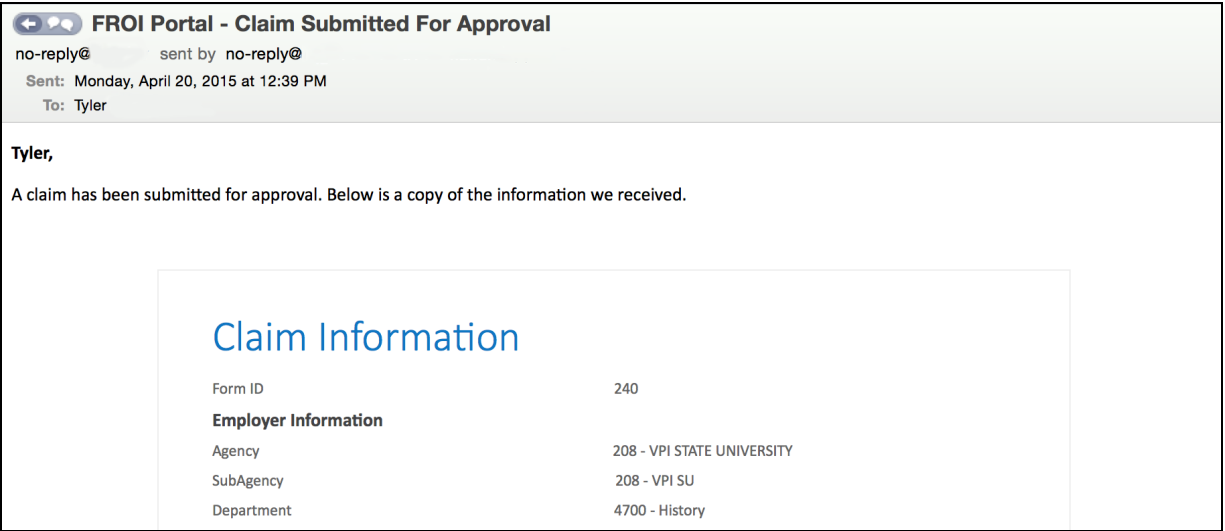 FROI Portal - Claim Submitted For Approval
no-reply@ sent by no-reply@
Sent: Monday, April 20, 2015 at 12:39 PM
To: Tyler
Tyler,
A claim has been submitted for approval. Below is a copy of the information we received.
Claim Information
Form ID 240
Employer Information
Agency 208 - VPI STATE UNIVERSITY
SubAgency 208 - VPI SU
Department 4700 - History